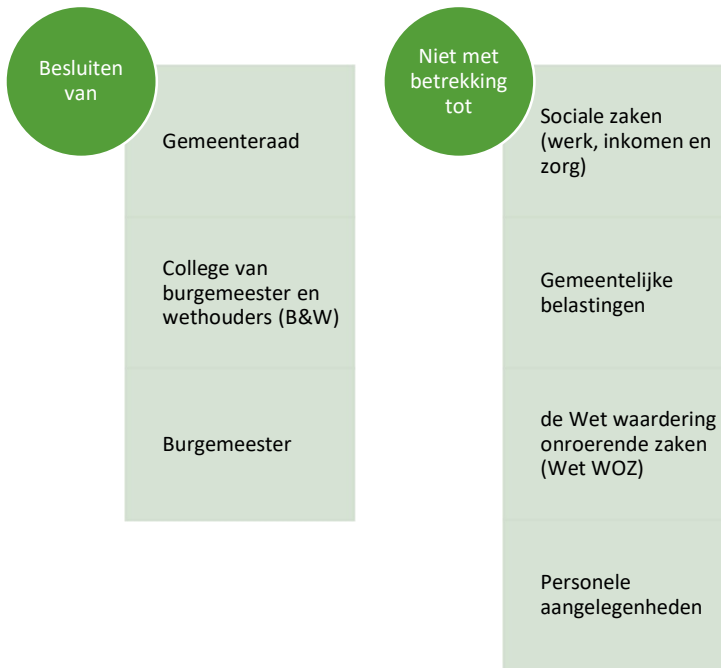 Besluiten
van
Gemeenteraad
College van
burgemeester en
wethouders (B&W)
Burgemeester
Niet met
betrekking
tot
Sociale zaken
(werk, inkomen en
zorg)
Gemeentelijke
belastingen
de Wet waardering
onroerende zaken
(Wet WOZ)
Personele
aangelegenheden